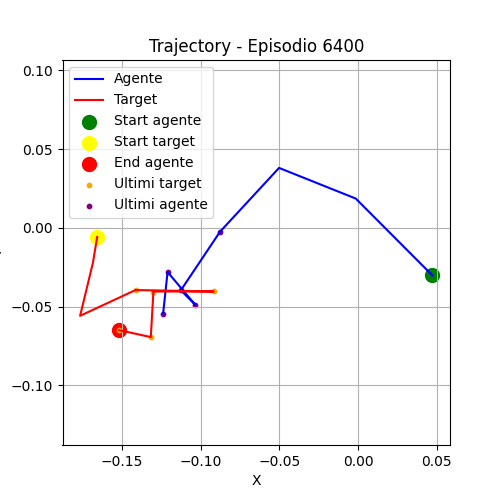 Trajectory - Episodio 6400
Agente
Target
Start agente
Start target
End agente
Ultimi target
Ultimi agente
0.10
0.05
0.00
−0.05
−0.10
−0.15
−0.10
−0.05
0.00
0.05
X